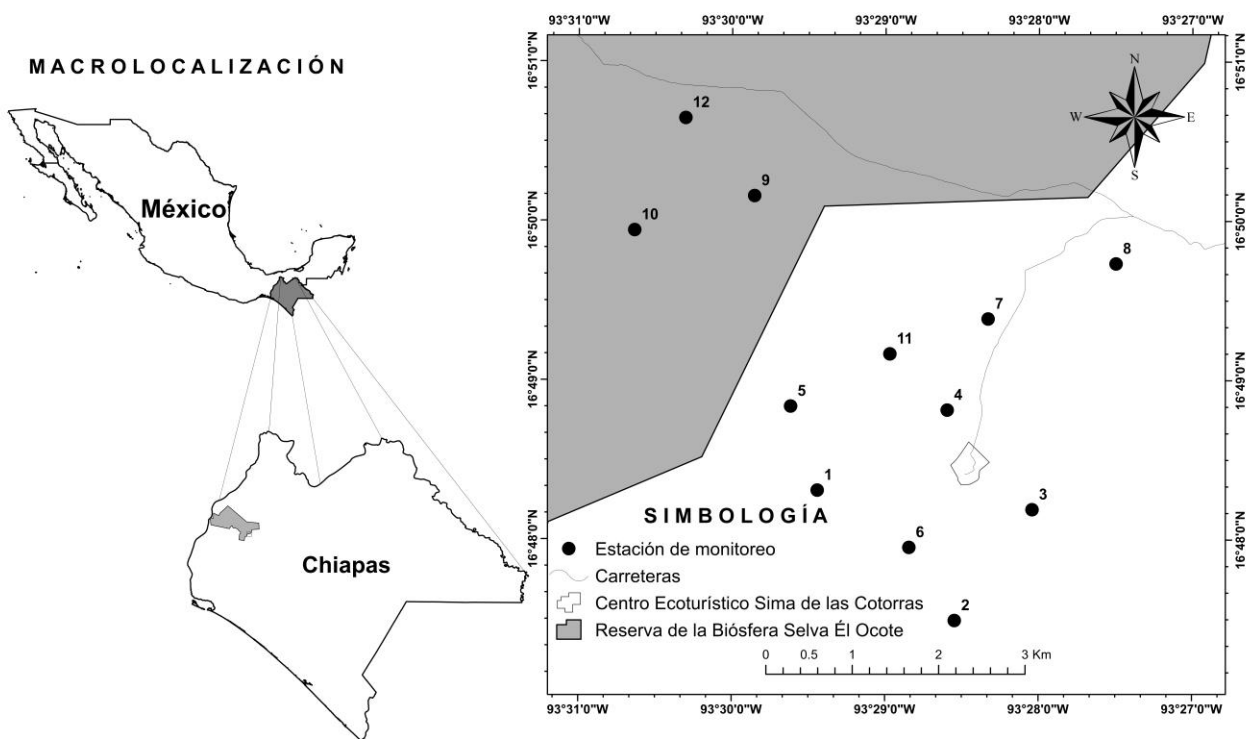 MACROLOCALIZACIÓN
México
Chiapas
93°31'0"W 93°30'0"W 93°29'0"W 93°28'0"W 93°27'0"W
16°51'0"N
16°50'0"N
16°49'0"N
16°48'0"N
16°51'0"N
16°50'0"N
16°49'0"N
16°48'0"N
N
W E
S
12
9
10
8
7
11
4
5
1
3
6
2
SIMBOLOGÍA
Estación de monitoreo
Carreteras
Centro Ecoturístico Sima de las Cotorras
Reserva de la Biósfera Selva Él Ocote
0 0.5 1 2 3 Km
93°31'0"W 93°30'0"W 93°29'0"W 93°28'0"W 93°27'0"W